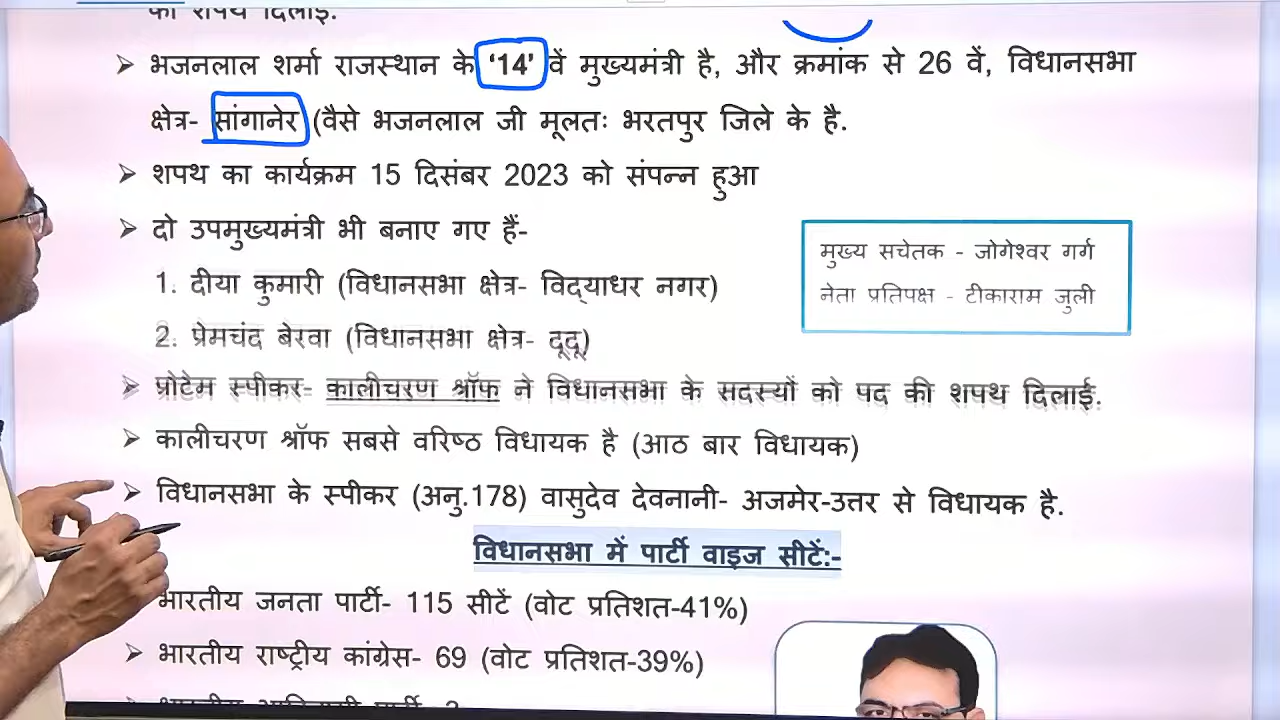 का शपथ दिलाई.
➢ भजनलाल शर्मा राजस्थान के '14' वें मुख्यमंत्री है, और क्रमांक से 26 वें, विधानसभा
क्षेत्र- सांगानेर (वैसे भजनलाल जी मूलतः भरतपुर जिले के है.
➢ शपथ का कार्यक्रम 15 दिसंबर 2023 को संपन्न हुआ
➢ दो उपमुख्यमंत्री भी बनाए गए हैं-
1. दीया कुमारी (विधानसभा क्षेत्र- विद्याधर नगर)
2. प्रेमचंद बेरवा (विधानसभा क्षेत्र- दूदू)
मुख्य सचेतक - जोगेश्वर गर्ग
नेता प्रतिपक्ष - टीकाराम जुली
➢ प्रोटेम स्पीकर- कालीचरण श्रॉफ ने विधानसभा के सदस्यों को पद की शपथ दिलाई.
➢ कालीचरण श्रॉफ सबसे वरिष्ठ विधायक है (आठ बार विधायक)
➢ विधानसभा के स्पीकर (अनु.178) वासुदेव देवनानी- अजमेर-उत्तर से विधायक है.
विधानसभा में पार्टी वाइज सीटें:-
भारतीय जनता पार्टी- 115 सीटें (वोट प्रतिशत-41%)
➢ भारतीय राष्ट्रीय कांग्रेस- 69 (वोट प्रतिशत-39%)